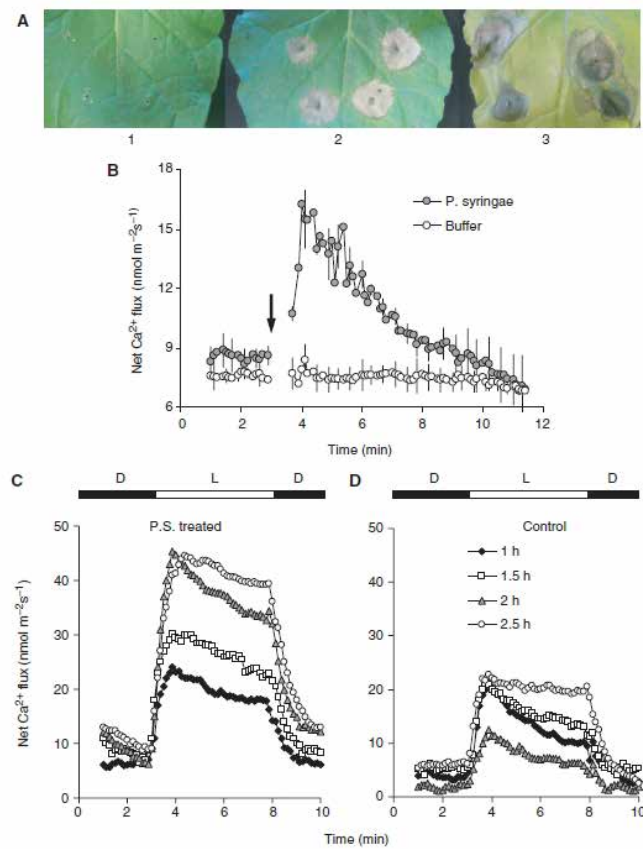 A
1 2 3
B
Net Ca²⁺ flux (nmol m⁻²s⁻¹)
18
15
12
9
6
P. syringae
Buffer
0 2 4 6 8 10 12
Time (min)
C
D L D
P.S. treated
Net Ca²⁺ flux (nmol m⁻²s⁻¹)
50
40
30
20
10
0
0 2 4 6 8 10
D
D L D
Control
1 h
1.5 h
2 h
2.5 h
50
40
30
20
10
0
0 2 4 6 8 10
Time (min)